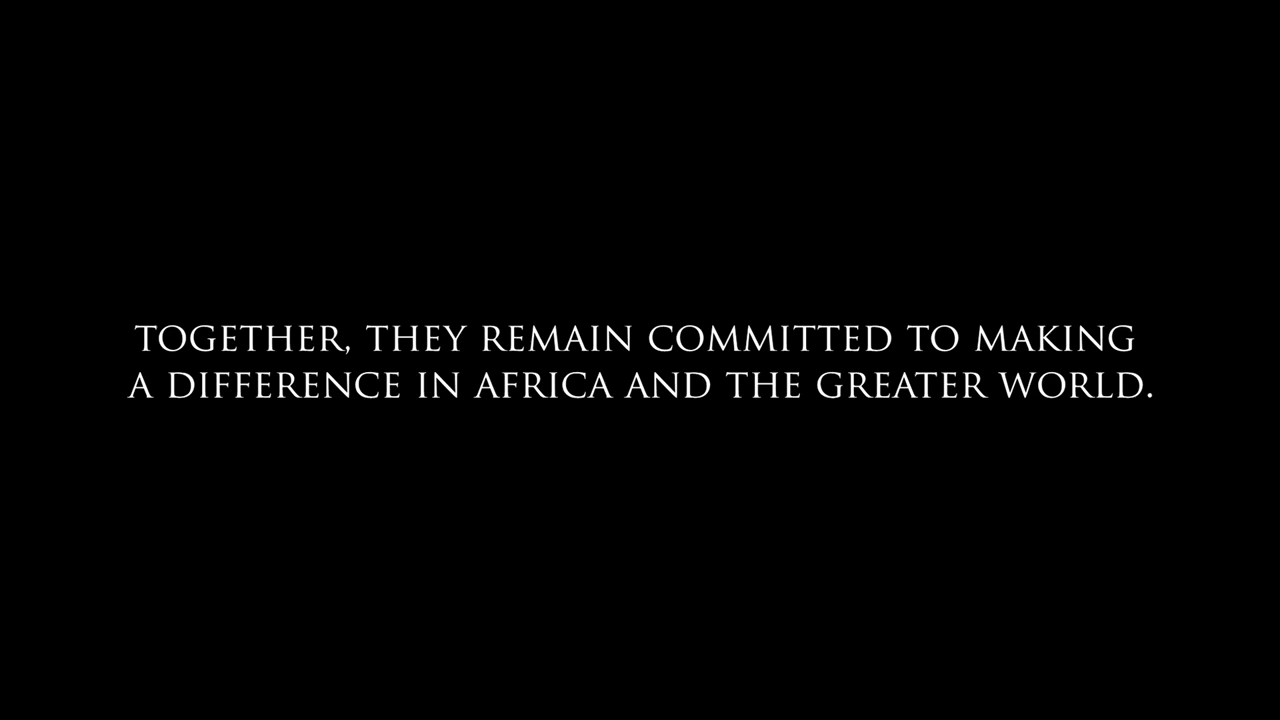 TOGETHER, THEY REMAIN COMMITTED TO MAKING
A DIFFERENCE IN AFRICA AND THE GREATER WORLD.